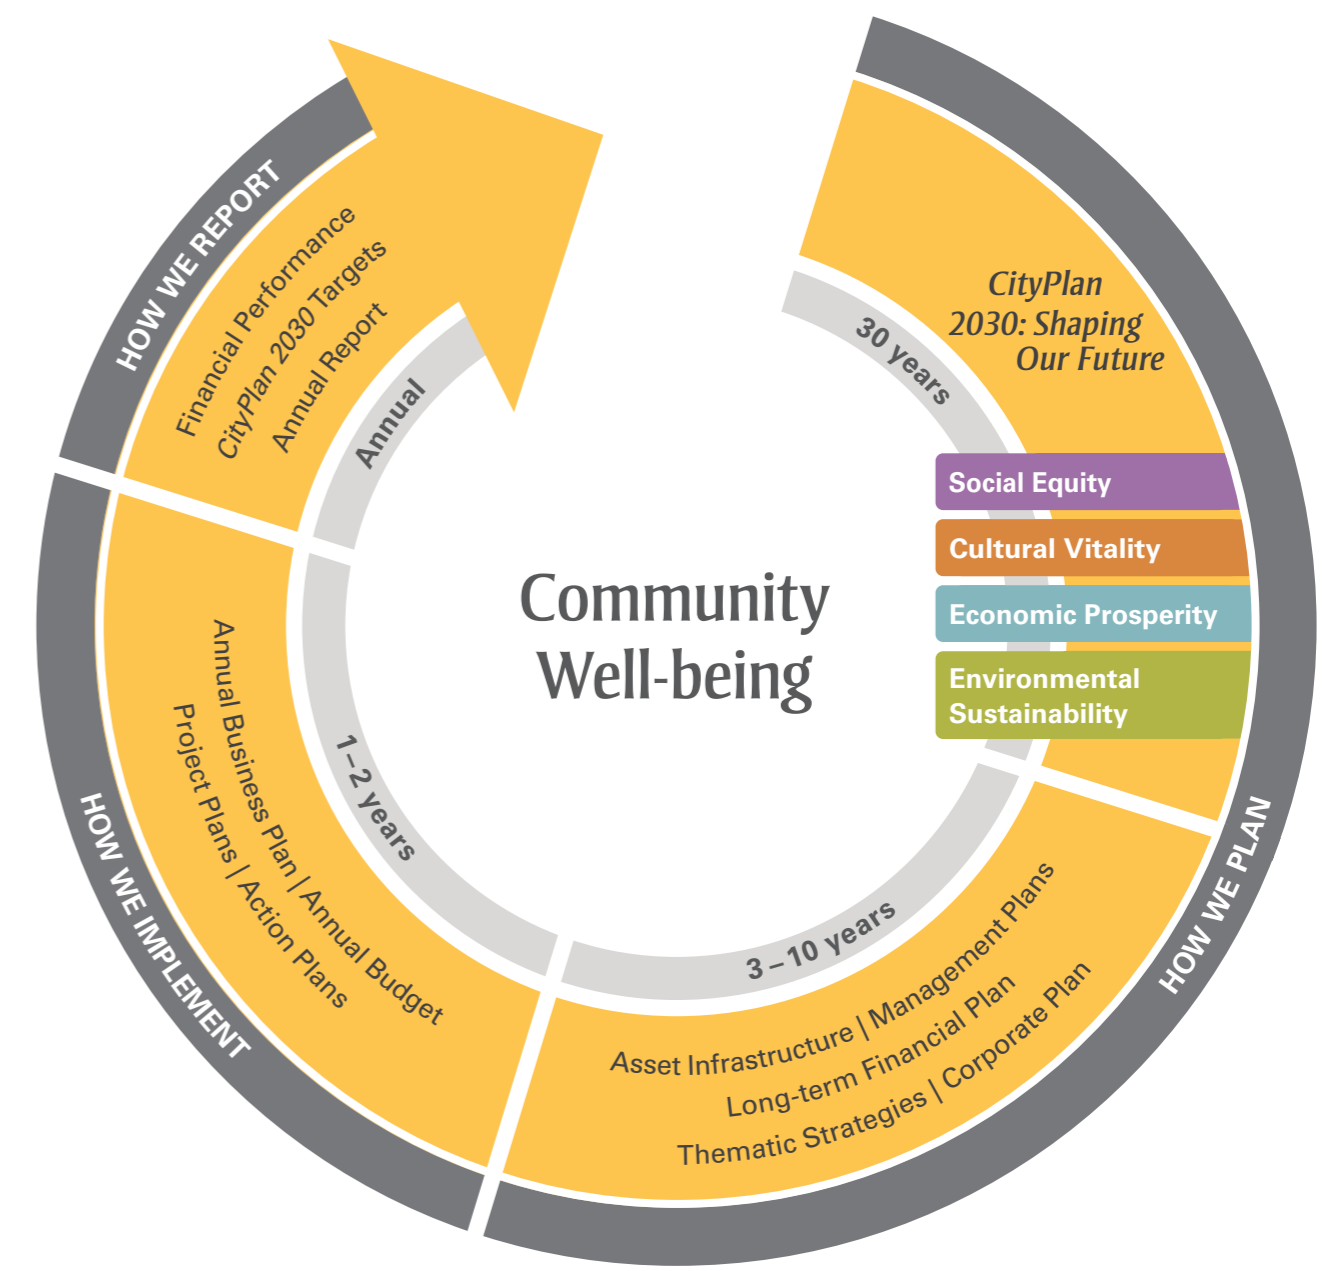 Community
Well-being
HOW WE PLAN
30 years
CityPlan
2030: Shaping
Our Future
Social Equity
Cultural Vitality
Economic Prosperity
Environmental
Sustainability
3–10 years
Asset Infrastructure | Management Plans
Long-term Financial Plan
Thematic Strategies | Corporate Plan
HOW WE IMPLEMENT
1–2 years
Annual Business Plan | Annual Budget
Project Plans | Action Plans
HOW WE REPORT
Annual
Financial Performance
CityPlan 2030 Targets
Annual Report